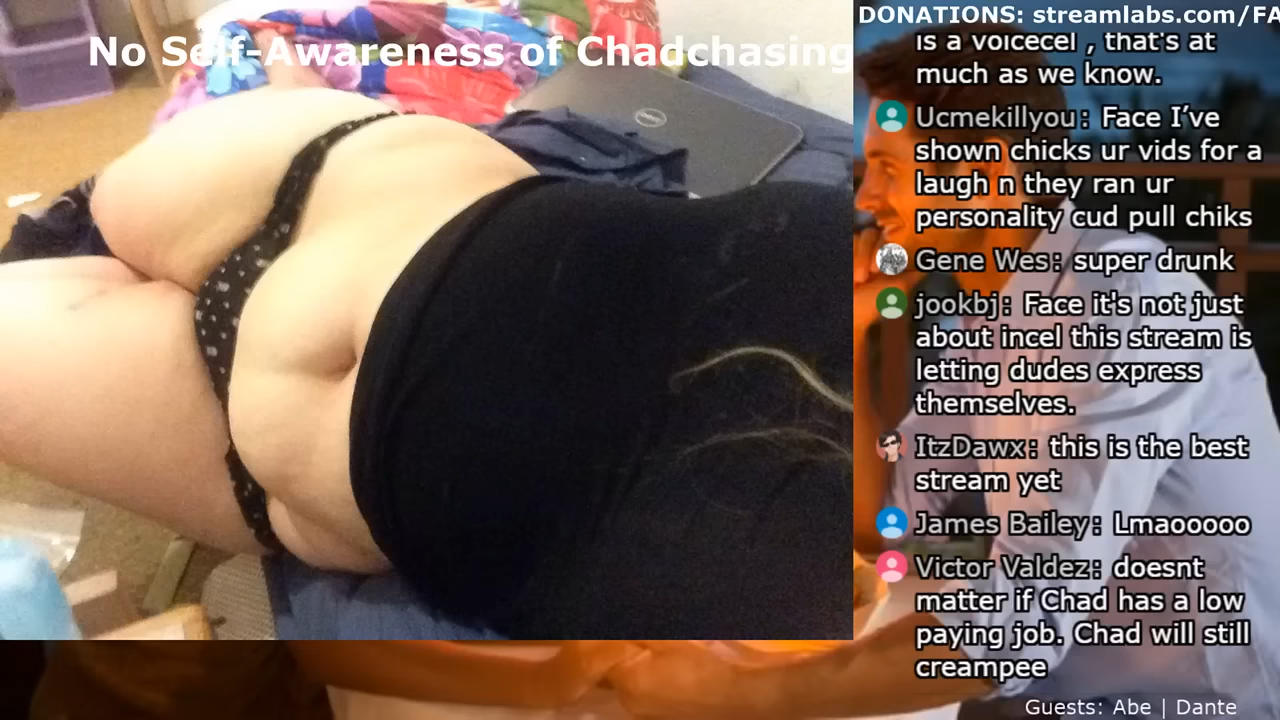 No Self-Awareness of Chadchasing
DELL
DONATIONS: streamlabs.com/FA
is a voicecel , that's at
much as we know.
Ucmekillyou: Face I’ve
shown chicks ur vids for a
laugh n they ran ur
personality cud pull chiks
Gene Wes: super drunk
jookbj: Face it's not just
about incel this stream is
letting dudes express
themselves.
ItzDawx: this is the best
stream yet
James Bailey: Lmaooooo
Victor Valdez: doesnt
matter if Chad has a low
paying job. Chad will still
creampee
Guests: Abe | Dante